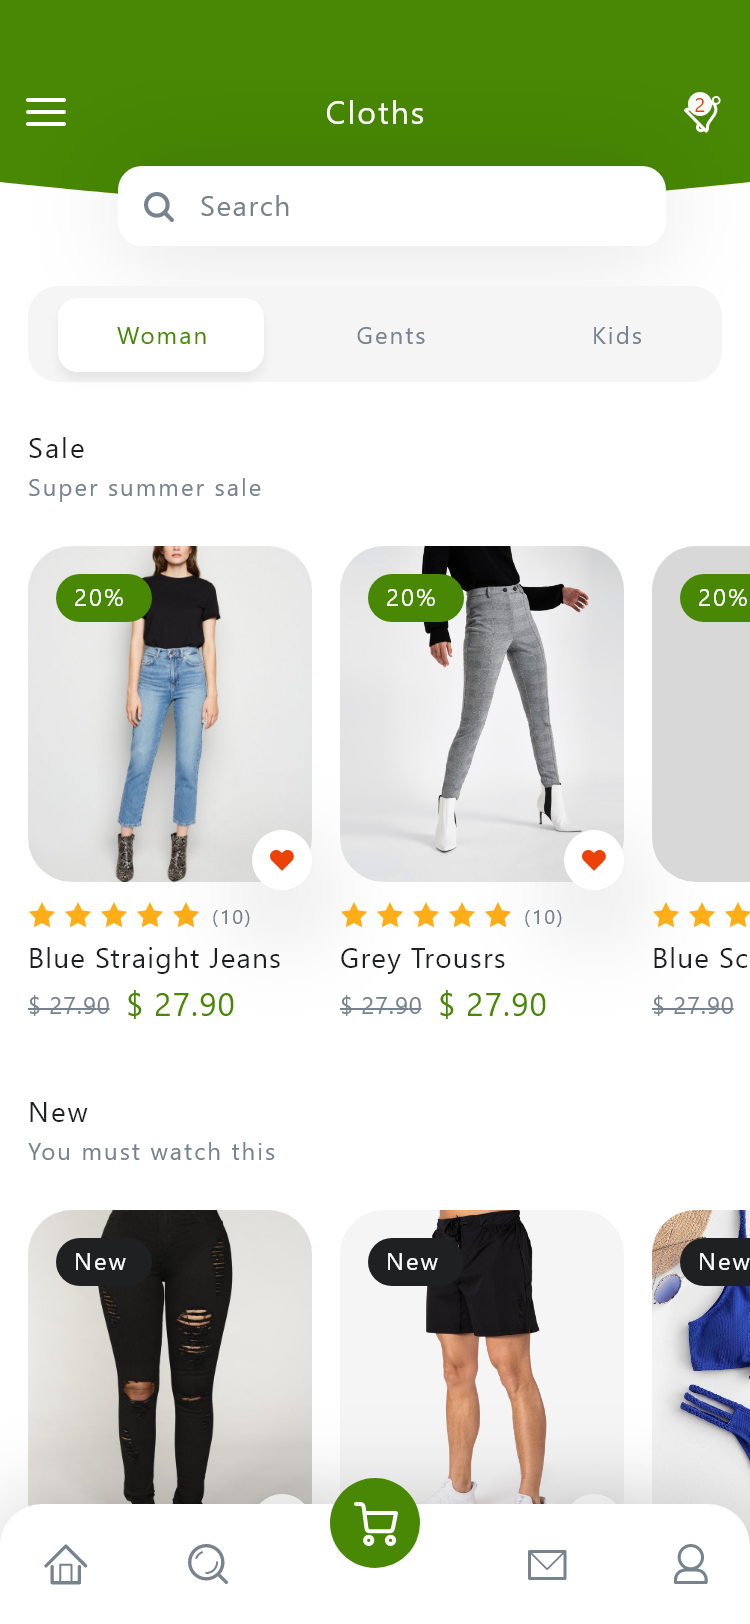 Cloths
2
Search
Woman Gents Kids
Sale
Super summer sale
20% 20% 20%
(10) (10)
Blue Straight Jeans Grey Trousrs Blue Sc
$ 27.90 $ 27.90 $ 27.90 $ 27.90 $ 27.90
New
You must watch this
New New New